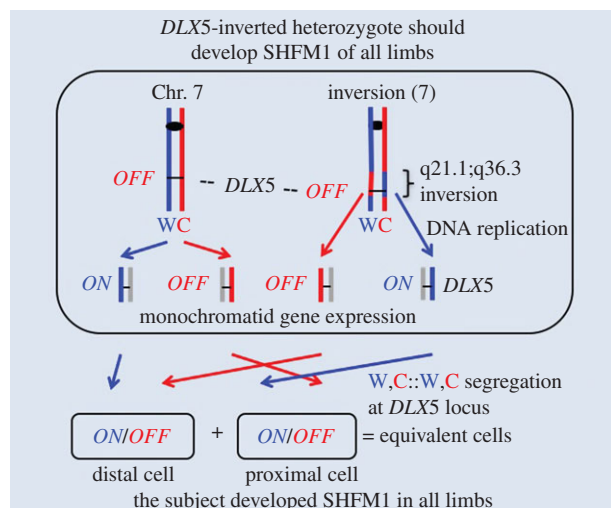 DLX5-inverted heterozygote should
develop SHFM1 of all limbs
Chr. 7
inversion (7)
OFF
DLX5
OFF
q21.1;q36.3
inversion
WC
WC
DNA replication
ON
OFF
OFF
ON
DLX5
monochromatid gene expression
W,C::W,C segregation
at DLX5 locus
ON/OFF + ON/OFF = equivalent cells
distal cell
proximal cell
the subject developed SHFM1 in all limbs